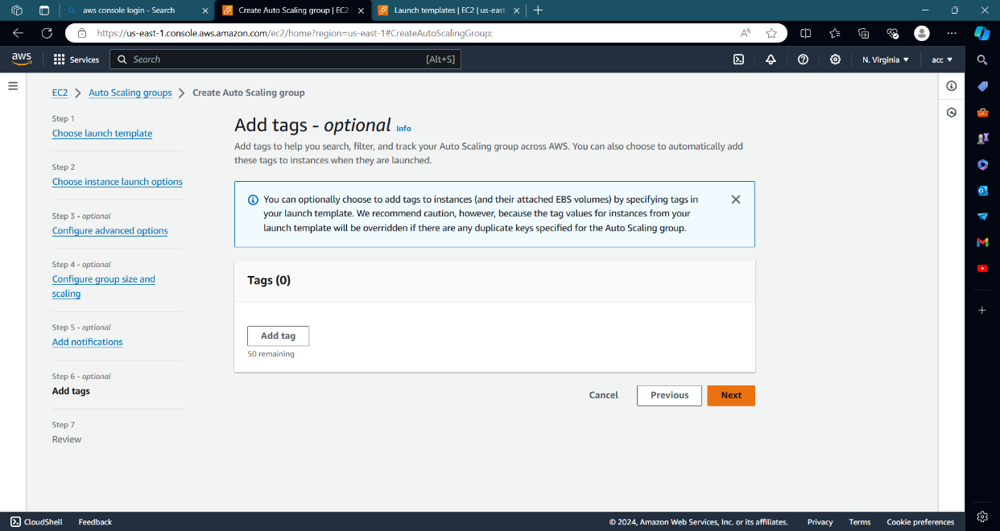 aws console login - Search
Create Auto Scaling group | EC2
Launch templates | EC2 | us-east
https://us-east-1.console.aws.amazon.com/ec2/home?region=us-east-1#CreateAutoScalingGroup:
aws
Services
Search
[Alt+S]
N. Virginia
acc
EC2
Auto Scaling groups
Create Auto Scaling group
Step 1
Choose launch template
Step 2
Choose instance launch options
Step 3 - optional
Configure advanced options
Step 4 - optional
Configure group size and
scaling
Step 5 - optional
Add notifications
Step 6 - optional
Add tags
Step 7
Review
Add tags - optional Info
Add tags to help you search, filter, and track your Auto Scaling group across AWS. You can also choose to automatically add
these tags to instances when they are launched.
You can optionally choose to add tags to instances (and their attached EBS volumes) by specifying tags in
your launch template. We recommend caution, however, because the tag values for instances from your
launch template will be overridden if there are any duplicate keys specified for the Auto Scaling group.
Tags (0)
Add tag
50 remaining
Cancel
Previous
Next
CloudShell
Feedback
© 2024, Amazon Web Services, Inc. or its affiliates.
Privacy
Terms
Cookie preferences